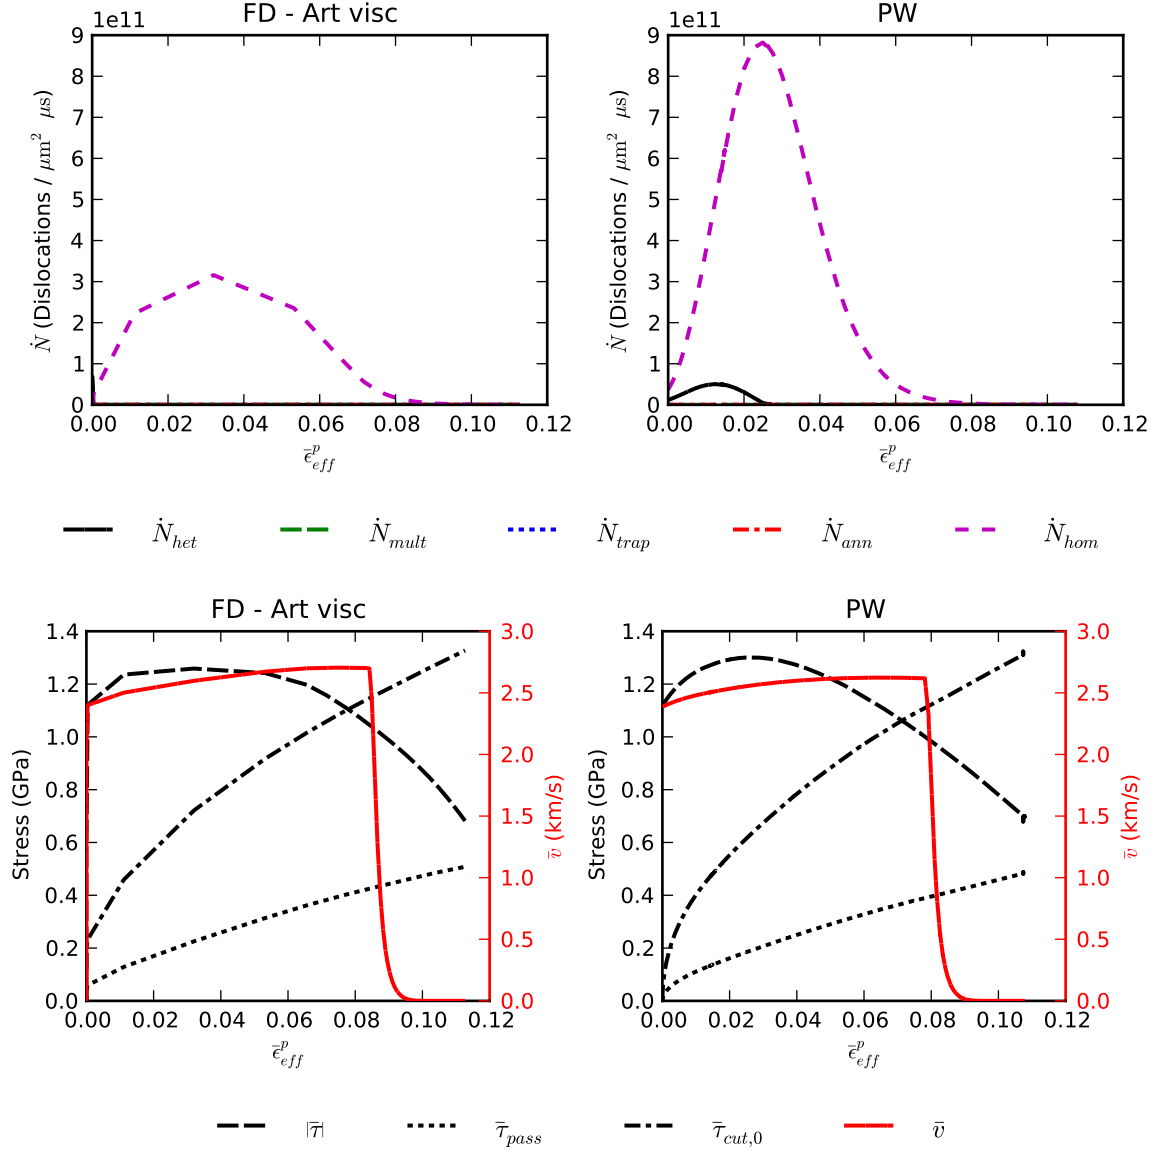 FD - Art visc
PW
1e11
1e11
9
8
7
6
5
4
3
2
1
0
Ṅ (Dislocations / μm² μs)
0.00 0.02 0.04 0.06 0.08 0.10 0.12
ε̄ᵖ_eff
9
8
7
6
5
4
3
2
1
0
Ṅ (Dislocations / μm² μs)
0.00 0.02 0.04 0.06 0.08 0.10 0.12
ε̄ᵖ_eff
Ṅ_het Ṅ_mult Ṅ_trap Ṅ_ann Ṅ_hom
FD - Art visc
PW
1.4
1.2
1.0
0.8
0.6
0.4
0.2
0.0
Stress (GPa)
3.0
2.5
2.0
1.5
1.0
0.5
0.0
v̄ (km/s)
0.00 0.02 0.04 0.06 0.08 0.10 0.12
ε̄ᵖ_eff
1.4
1.2
1.0
0.8
0.6
0.4
0.2
0.0
Stress (GPa)
3.0
2.5
2.0
1.5
1.0
0.5
0.0
v̄ (km/s)
0.00 0.02 0.04 0.06 0.08 0.10 0.12
ε̄ᵖ_eff
|τ̄| τ̄_pass τ̄_cut,0 v̄